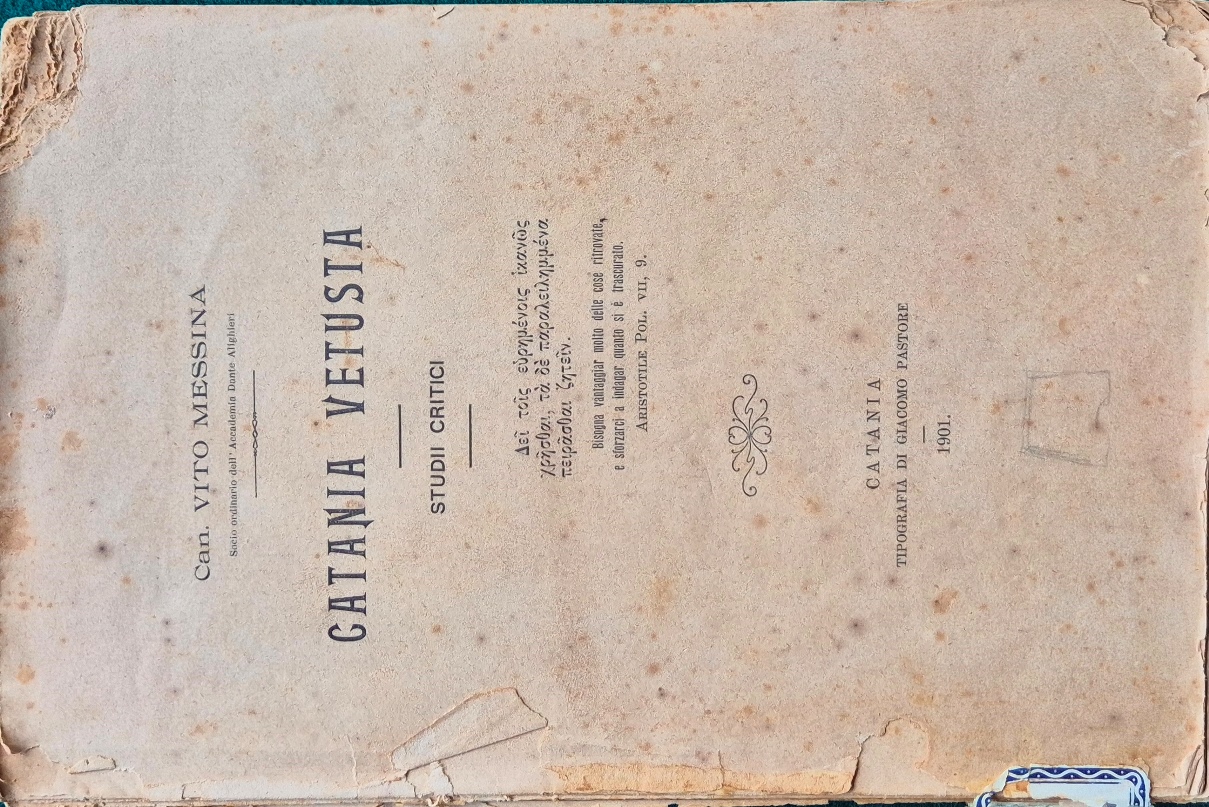 Can. VITO MESSINA
Socio ordinario dell' Accademia Dante Alighieri
CATANIA VETUSTA
STUDII CRITICI
Δεῖ τοῖς εὑρημένοις ἱκανῶς
χρῆσθαι, τὰ δὲ παραλειλημμένα
πειρᾶσθαι ζητεῖν.
Bisogna vantaggiar molto delle cose ritrovate,
e sforzarci a indagar quanto si è trascurato.
ARISTOTILE POL. VII, 9.
CATANIA
TIPOGRAFIA DI GIACOMO PASTORE
1901.